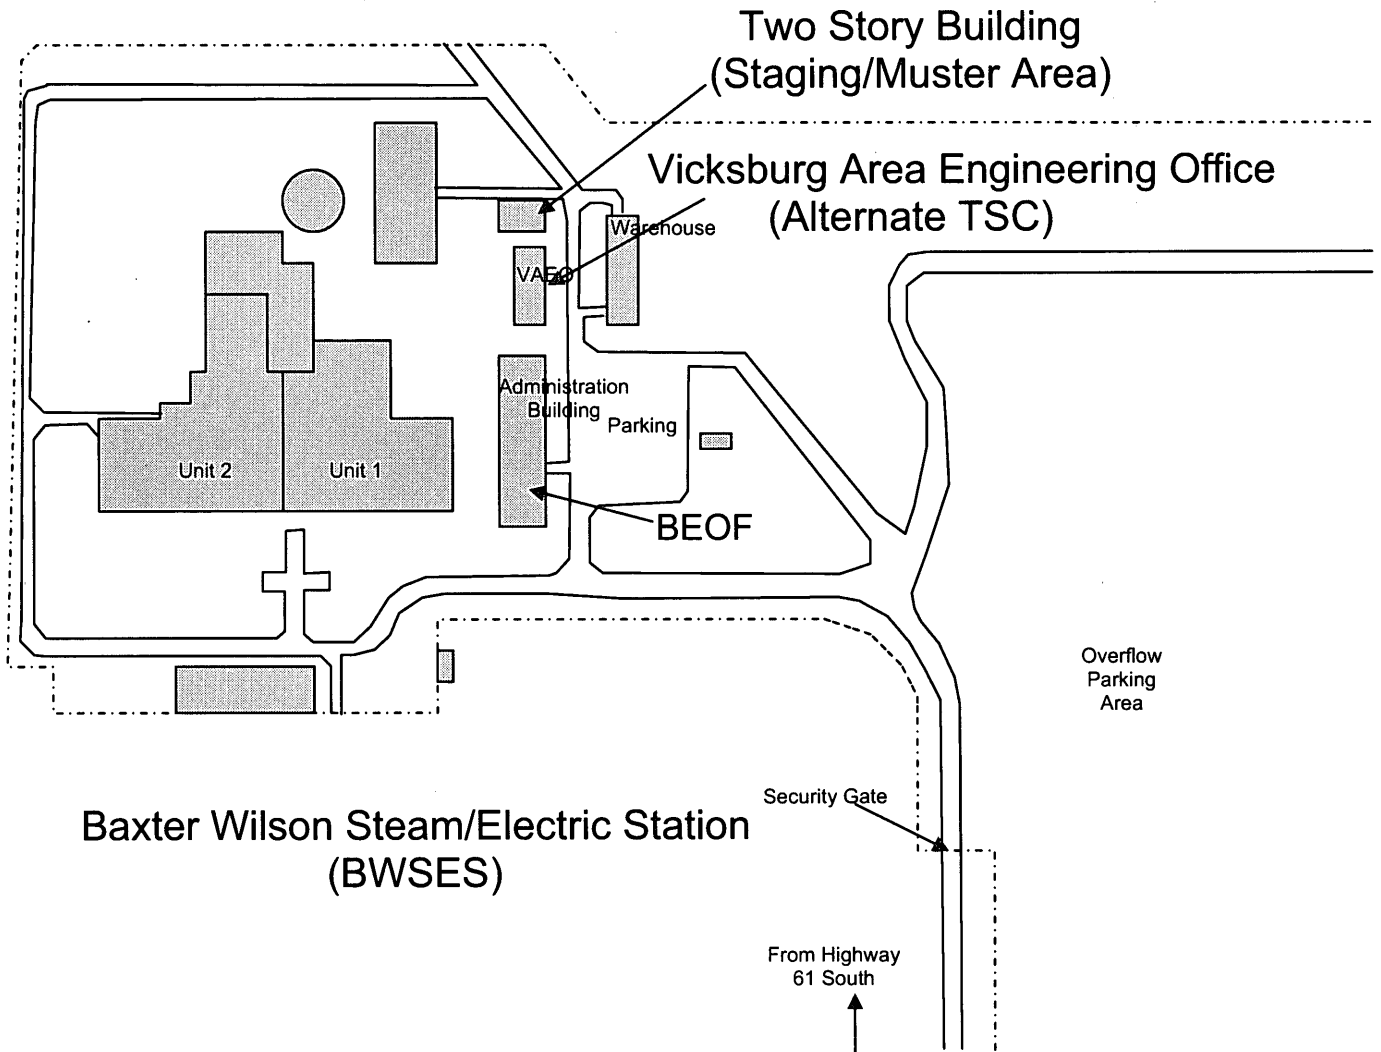 Two Story Building
(Staging/Muster Area)
Vicksburg Area Engineering Office
(Alternate TSC)
Warehouse
VAEO
Administration
Building
Parking
Unit 2
Unit 1
BEOF
Overflow
Parking
Area
Security Gate
Baxter Wilson Steam/Electric Station
(BWSES)
From Highway
61 South